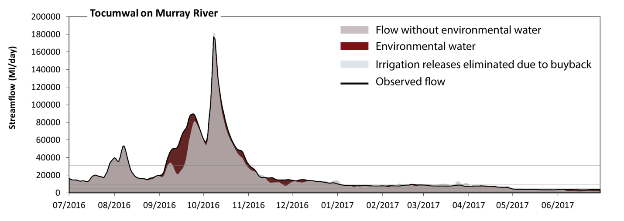 Tocumwal on Murray River
Streamflow (Ml/day)
200000
180000
160000
140000
120000
100000
80000
60000
40000
20000
0
Flow without environmental water
Environmental water
Irrigation releases eliminated due to buyback
Observed flow
07/2016 08/2016 09/2016 10/2016 11/2016 12/2016 01/2017 02/2017 03/2017 04/2017 05/2017 06/2017